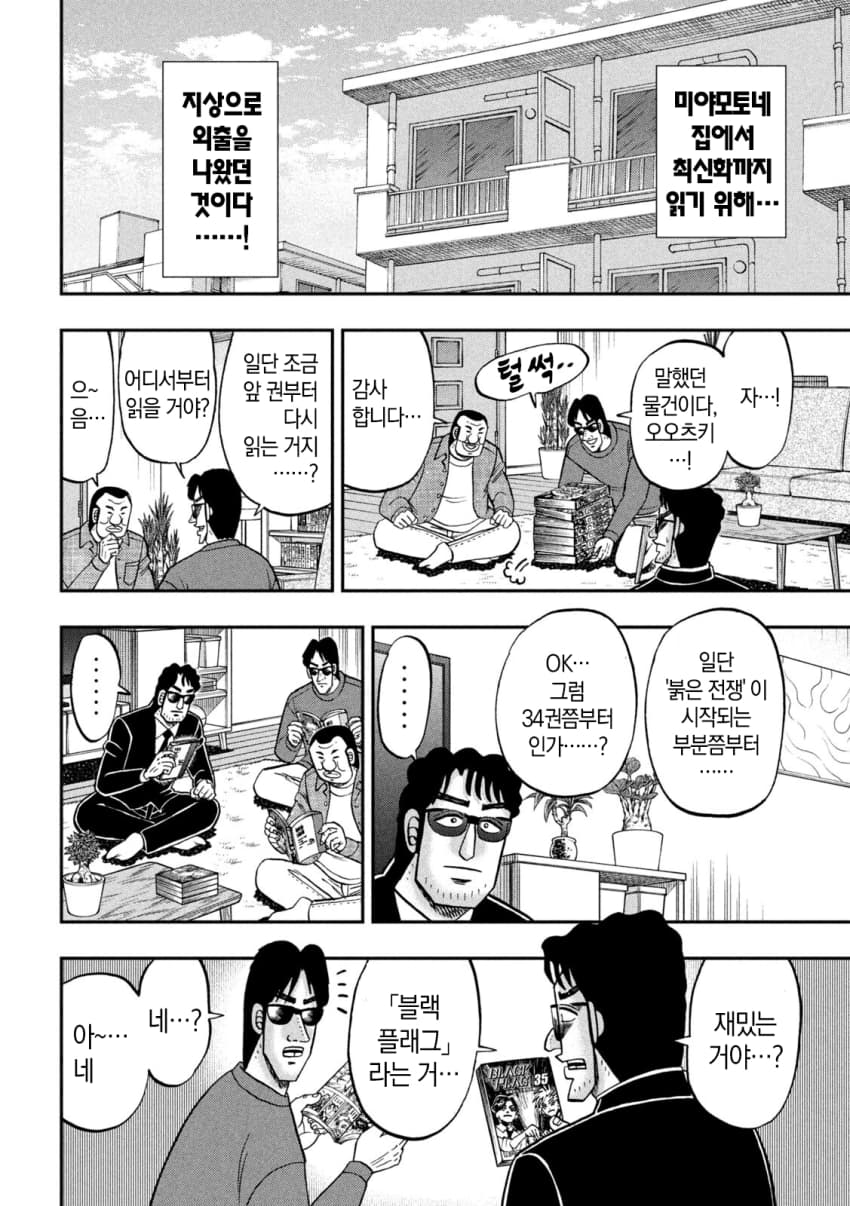 미야모토네
집에서
최신화까지
읽기 위해…
지상으로
외출을
나왔던
것이다
……!
자…!
말했던
물건이다,
오오츠키
…!
털썩..
감사
합니다…
일단 조금
앞 권부터
다시
읽는 거지
……?
어디서부터
읽을 거야?
으~
음…
일단
'붉은 전쟁' 이
시작되는
부분쯤부터
……
OK…
그럼
34권쯤부터
인가……?
……
……
재밌는
거야…?
「블랙
플래그」
라는 거…
BLACK
FLAG
35
네…?
아~…
네